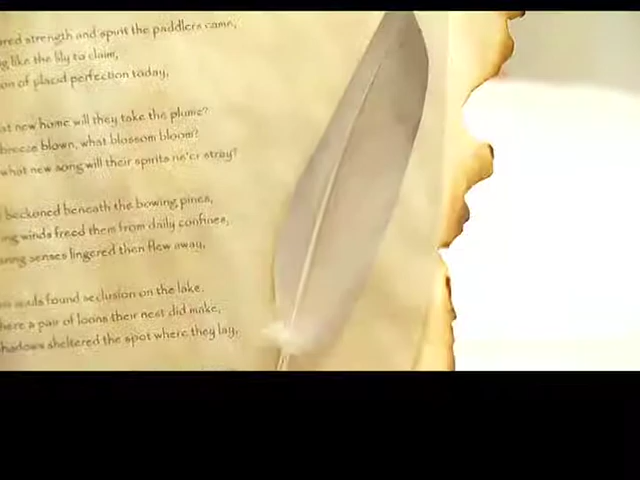 red strength and spirit the paddlers came,
g like the lily to claim,
on of placid perfection today,
st new home will they take the plume?
breeze blown, what blossom bloom?
what new song will their spirits ne'er stray?
beckoned beneath the bowing pines,
ng winds freed them from daily confines,
ring senses lingered then flew away,
souls found seclusion on the lake,
here a pair of loons their nest did make,
hadows sheltered the spot where they lay,